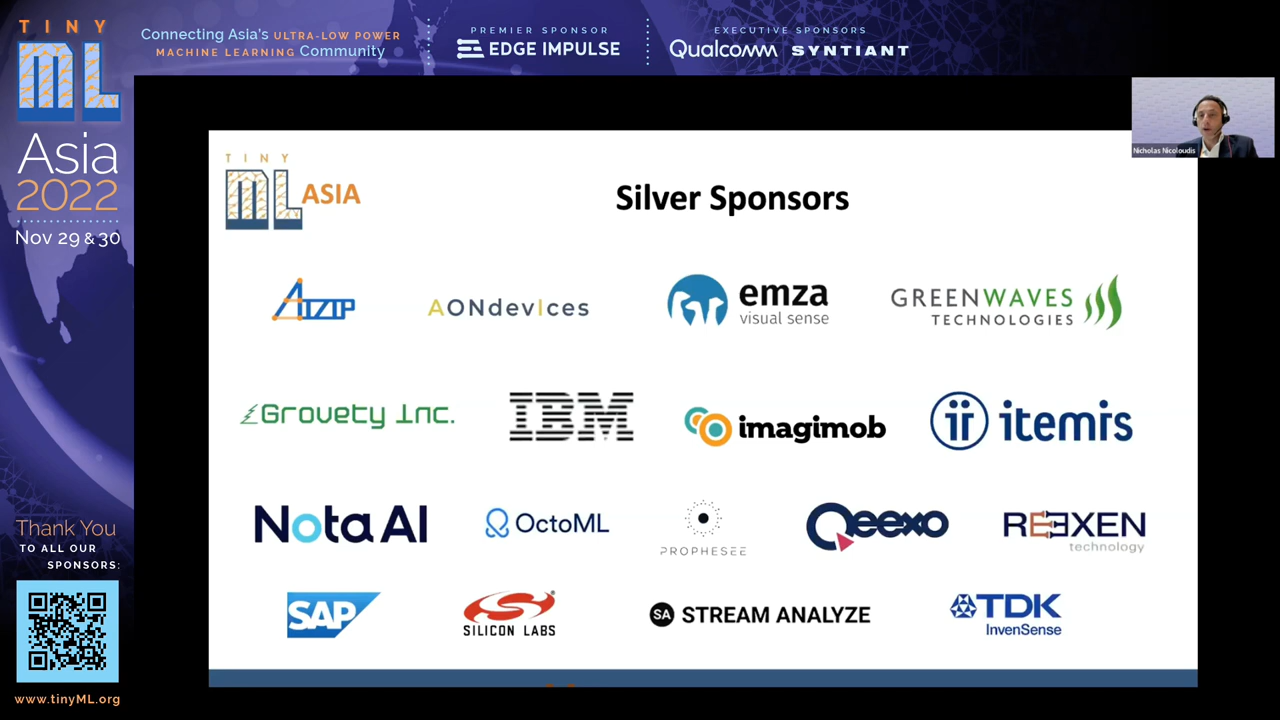 TINY
ML
Asia
2022
Nov 29 & 30
Connecting Asia's ULTRA-LOW POWER
MACHINE LEARNING Community
PREMIER SPONSOR
EDGE IMPULSE
EXECUTIVE SPONSORS
Qualcomm SYNTIANT
Nicholas Nicoloudis
TINY
ML ASIA
Silver Sponsors
AIZIP
AONdevIces
emza
visual sense
GREENWAVES
TECHNOLOGIES
Grovety Inc.
IBM
imagimob
itemis
Nota AI
OctoML
PROPHESEE
Qeexo
REEXEN
technology
SAP
SILICON LABS
SA STREAM ANALYZE
TDK
InvenSense
Thank You
TO ALL OUR
SPONSORS:
www.tinyML.org